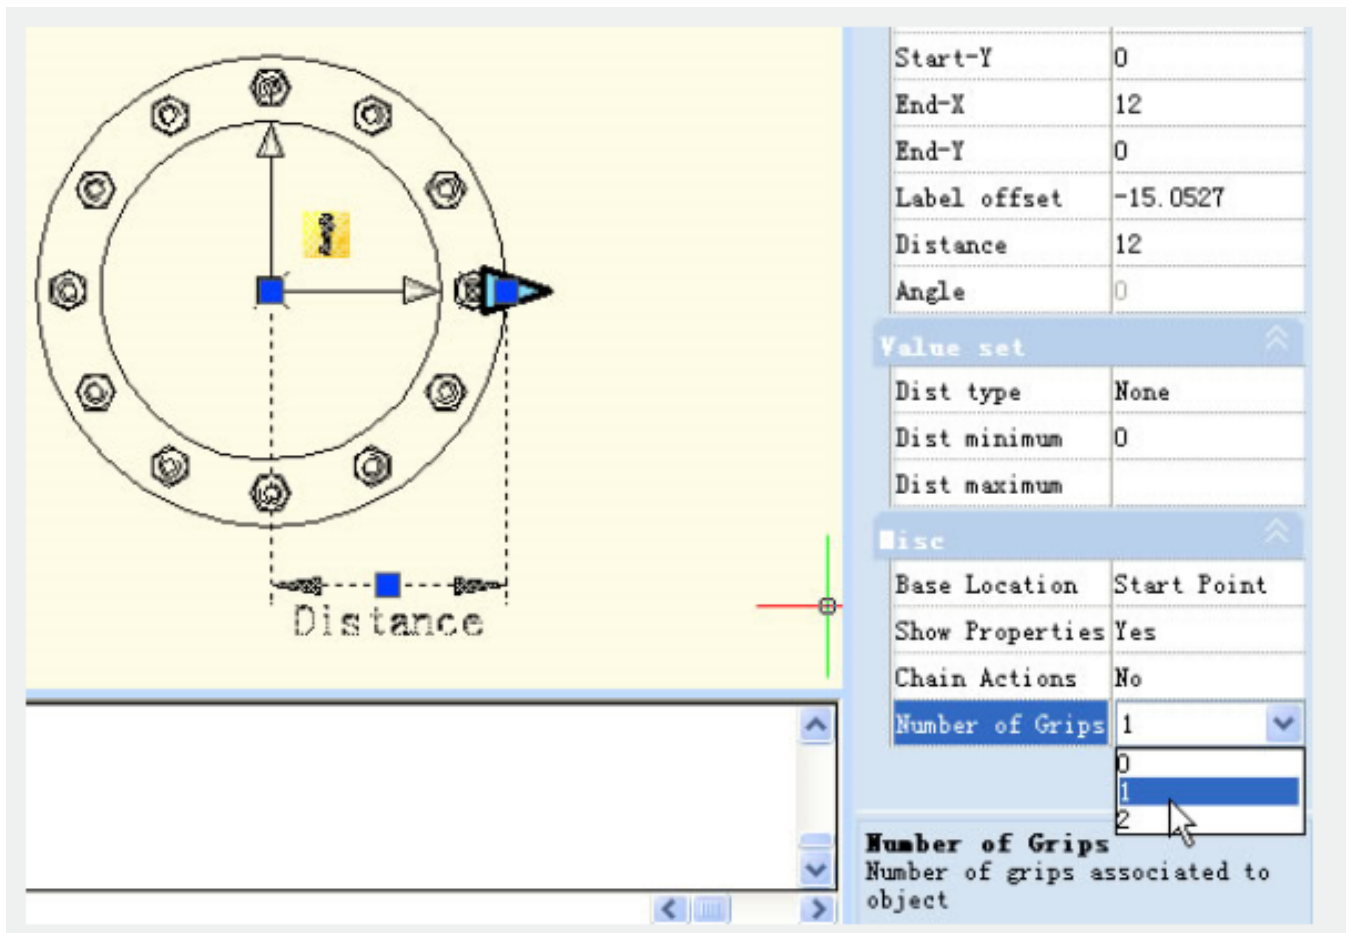 Start-Y 0
End-X 12
End-Y 0
Label offset -15.0527
Distance 12
Angle 0
Value set
Dist type None
Dist minimum 0
Dist maximum
Misc
Base Location Start Point
Show Properties Yes
Chain Actions No
Number of Grips 1
0
1
2
Number of Grips
Number of grips associated to
object
Distance